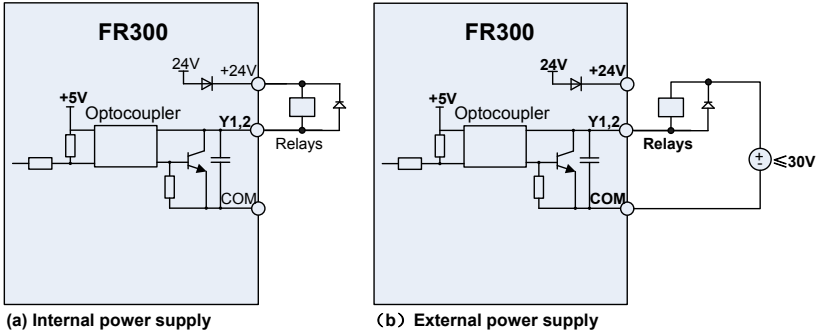 FR300
24V
+24V
+5V
Optocoupler
Y1,2
Relays
COM
(a) Internal power supply
FR300
24V
+24V
+5V
Optocoupler
Y1,2
Relays
+
-
≤30V
COM
(b) External power supply